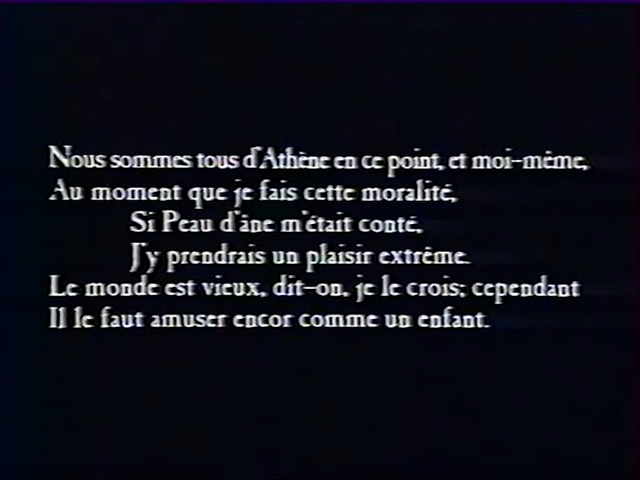 Nous sommes tous d'Athène en ce point, et moi-même,
Au moment que je fais cette moralité,
Si Peau d'âne m'était conté,
J'y prendrais un plaisir extrême.
Le monde est vieux, dit-on, je le crois; cependant
Il le faut amuser encor comme un enfant.